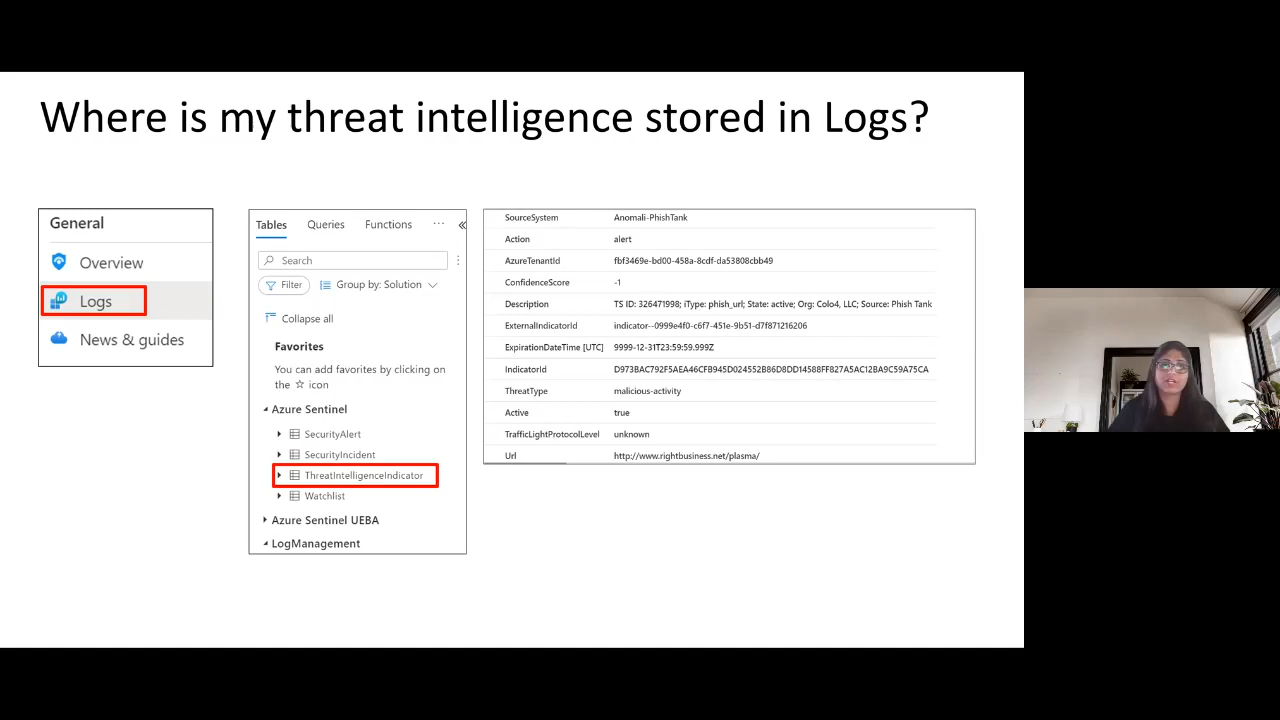 Where is my threat intelligence stored in Logs?
General
Overview
Logs
News & guides
Tables Queries Functions ··· «
Search
Filter Group by: Solution
Collapse all
Favorites
You can add favorites by clicking on
the ☆ icon
Azure Sentinel
SecurityAlert
SecurityIncident
ThreatIntelligenceIndicator
Watchlist
Azure Sentinel UEBA
LogManagement
SourceSystem Anomali-PhishTank
Action alert
AzureTenantId fbf3469e-bd00-458a-8cdf-da53808cbb49
ConfidenceScore -1
Description TS ID: 326471998; iType: phish_url; State: active; Org: Colo4, LLC; Source: Phish Tank
ExternalIndicatorId indicator--0999e4f0-c6f7-451e-9b51-d7f871216206
ExpirationDateTime [UTC] 9999-12-31T23:59:59.999Z
IndicatorId D973BAC792F5AEA46CFB945D024552B86D8DD14588FF827A5AC12BA9C59A75CA
ThreatType malicious-activity
Active true
TrafficLightProtocolLevel unknown
Url http://www.rightbusiness.net/plasma/